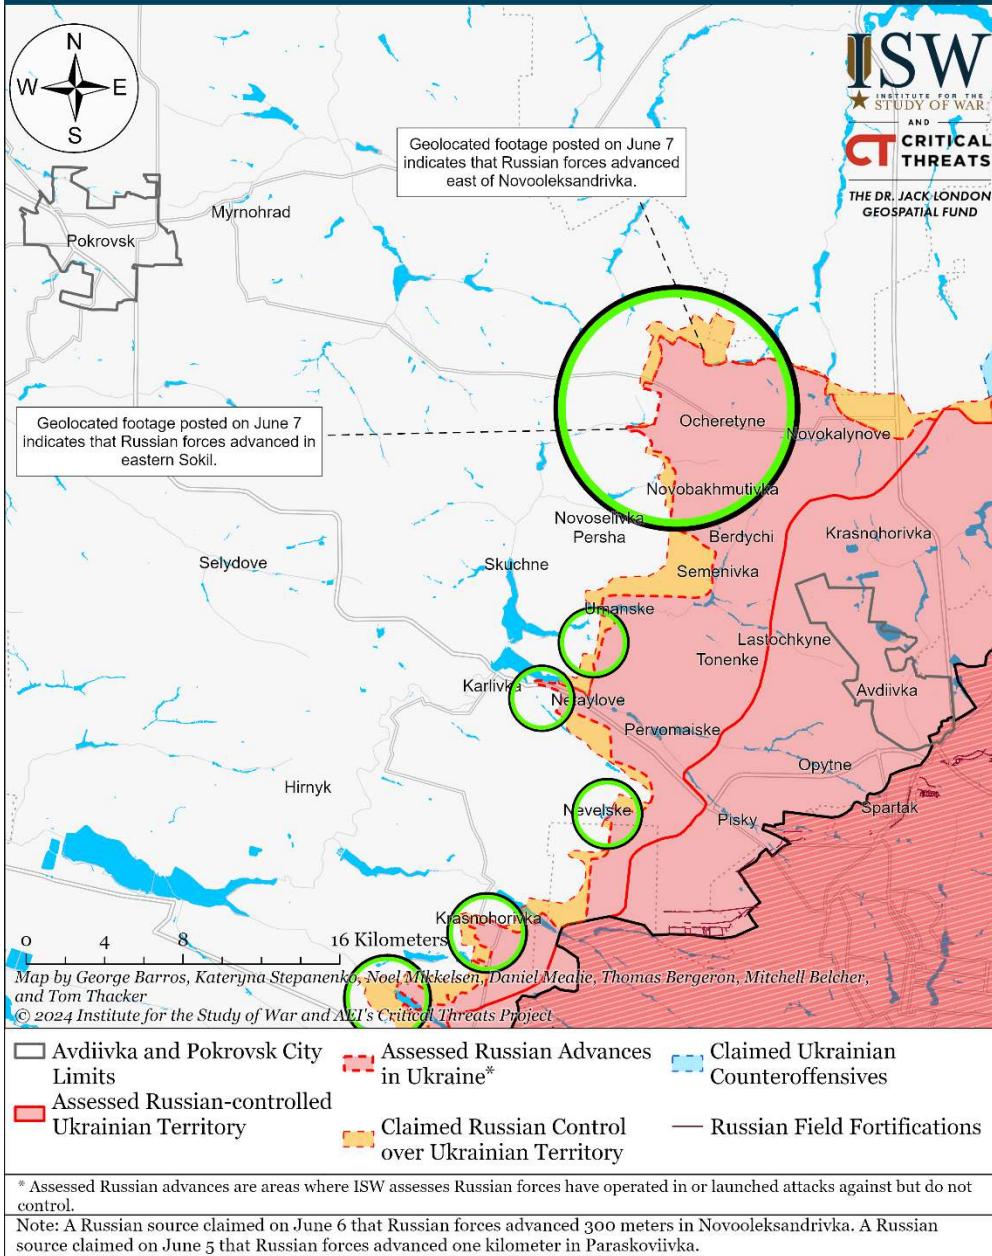 N
W
E
S
ISW
INSTITUTE FOR THE
STUDY OF WAR
AND
CT CRITICAL
THREATS
THE DR. JACK LONDON
GEOSPATIAL FUND
Geolocated footage posted on June 7
indicates that Russian forces advanced
east of Novooleksandrivka.
Myrnohrad
Pokrovsk
Geolocated footage posted on June 7
indicates that Russian forces advanced in
eastern Sokil.
Ocheretyne
Novokalynove
Novobakhmutivka
Novoselivka
Persha
Berdychi
Krasnohorivka
Selydove
Skuchne
Semenivka
Umanske
Lastochkyne
Tonenke
Karlivka
Netaylove
Avdiivka
Pervomaiske
Opytne
Hirnyk
Nevelske
Pisky
Spartak
Krasnohorivka
0 4 8 16 Kilometers
Map by George Barros, Kateryna Stepanenko, Noel Mikkelsen, Daniel Mealie, Thomas Bergeron, Mitchell Belcher,
and Tom Thacker
© 2024 Institute for the Study of War and AEI's Critical Threats Project
Avdiivka and Pokrovsk City
Limits
Assessed Russian-controlled
Ukrainian Territory
Assessed Russian Advances
in Ukraine*
Claimed Russian Control
over Ukrainian Territory
Claimed Ukrainian
Counteroffensives
Russian Field Fortifications
* Assessed Russian advances are areas where ISW assesses Russian forces have operated in or launched attacks against but do not
control.
Note: A Russian source claimed on June 6 that Russian forces advanced 300 meters in Novooleksandrivka. A Russian
source claimed on June 5 that Russian forces advanced one kilometer in Paraskoviivka.